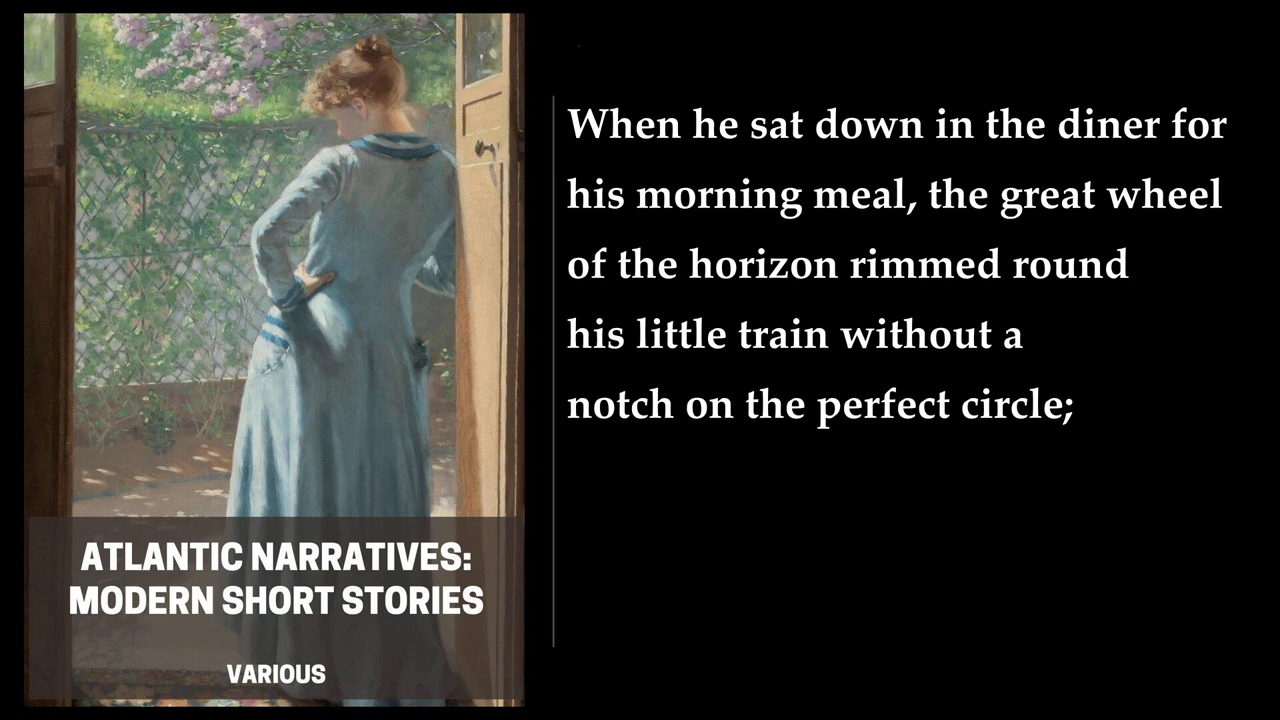 When he sat down in the diner for
his morning meal, the great wheel
of the horizon rimmed round
his little train without a
notch on the perfect circle;
ATLANTIC NARRATIVES:
MODERN SHORT STORIES
VARIOUS